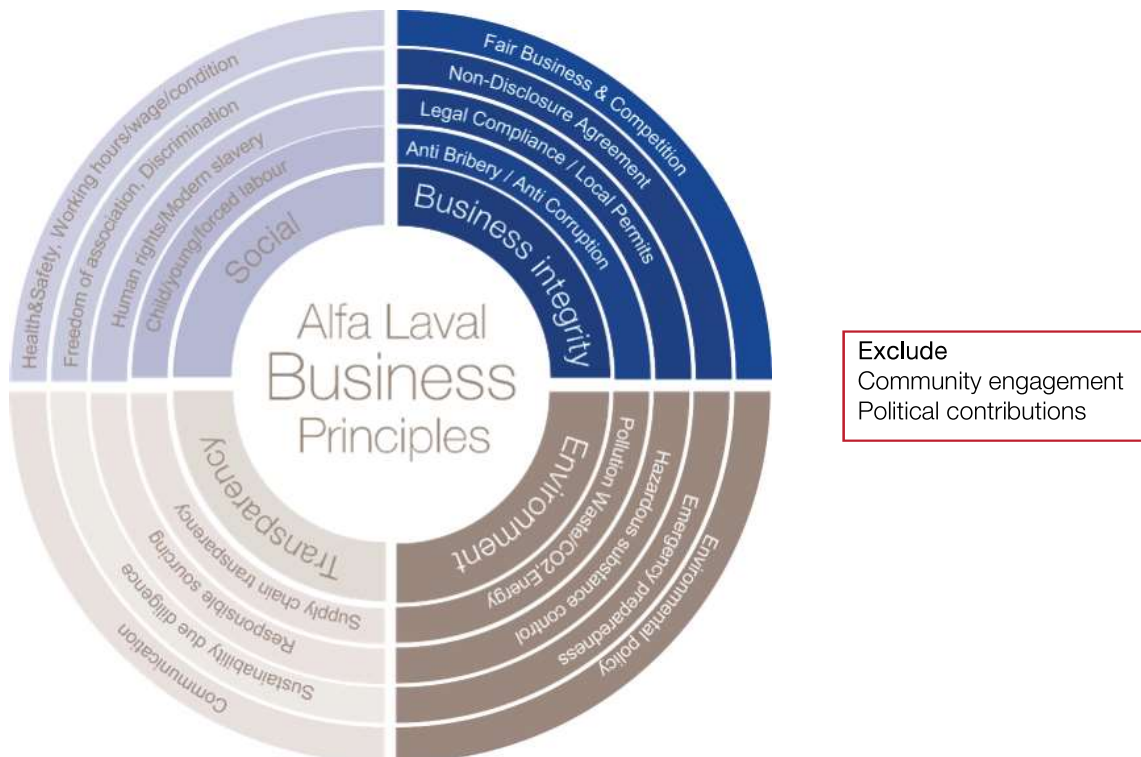 Health&Safety, Working hours/wage/condition
Freedom of association, Discrimination
Human rights/Modern slavery
Child/young/forced labour
Social
Fair Business & Competition
Non-Disclosure Agreement
Legal Compliance / Local Permits
Anti Bribery / Anti Corruption
Business integrity
Alfa Laval
Business
Principles
Exclude
Community engagement
Political contributions
Transparency
Supply chain transparency
Responsible sourcing
Sustainability due diligence
Communication
Environment
Pollution Waste/CO2,Energy
Hazardous substance control
Emergency preparedness
Environmental policy